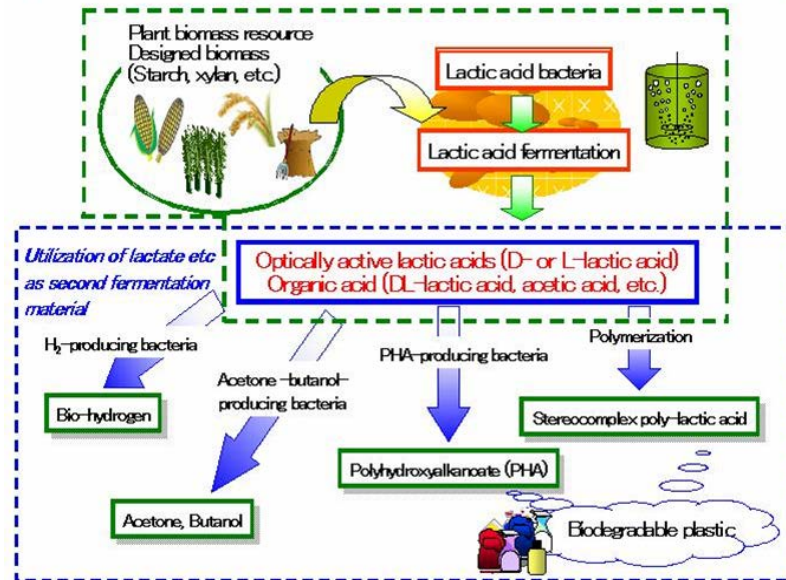 Plant biomass resource
Designed biomass
(Starch, xylan, etc.)
Lactic acid bacteria
Lactic acid fermentation
Utilization of lactate etc
as second fermentation
material
Optically active lactic acids (D- or L-lactic acid)
Organic acid (DL-lactic acid, acetic acid, etc.)
H₂-producing bacteria
Acetone -butanol-
producing bacteria
PHA-producing bacteria
Polymerization
Bio-hydrogen
Stereocomplex poly-lactic acid
Polyhydroxyalkanoate (PHA)
Acetone, Butanol
Biodegradable plastic